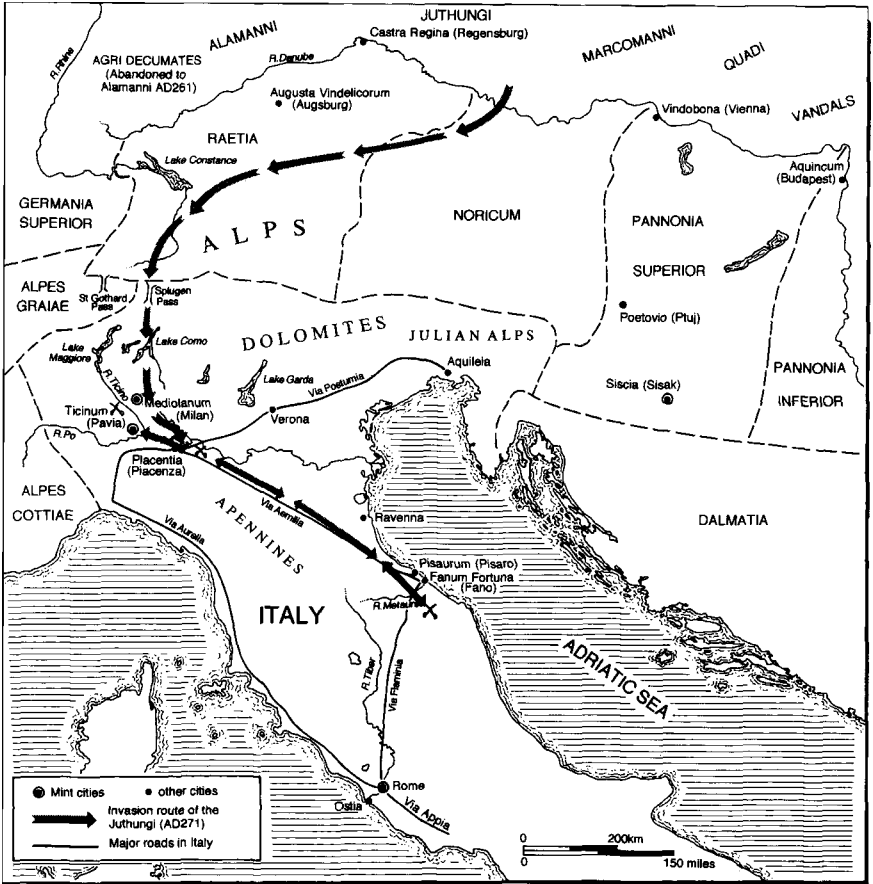 JUTHUNGI
ALAMANNI
Castra Regina (Regensburg)
MARCOMANNI
QUADI
R.Rhine
AGRI DECUMATES
(Abandoned to
Alamanni AD261)
R.Danube
Augusta Vindelicorum
(Augsburg)
Vindobona (Vienna)
VANDALS
RAETIA
Lake Constance
Aquincum
(Budapest)
GERMANIA
SUPERIOR
NORICUM
PANNONIA
SUPERIOR
ALPS
ALPES
GRAIAE
St Gothard
Pass
Splugen
Pass
Poetovio (Ptuj)
DOLOMITES
JULIAN ALPS
Lake
Maggiore
Lake Como
Aquileia
PANNONIA
INFERIOR
R.Ticino
Lake Garda
Via Postumia
Siscia (Sisak)
Mediolanum
(Milan)
Verona
Ticinum
(Pavia)
R.Po
Placentia
(Piacenza)
ALPES
COTTIAE
Via Aemilia
APENNINES
Via Aurelia
Ravenna
DALMATIA
Pisaurum (Pisaro)
Fanum Fortuna
(Fano)
R.Metaurus
ITALY
ADRIATIC SEA
R.Tiber
Via Flaminia
Rome
Ostia
Via Appia
Mint cities
other cities
Invasion route of the
Juthungi (AD271)
Major roads in Italy
0 200km
0 150 miles